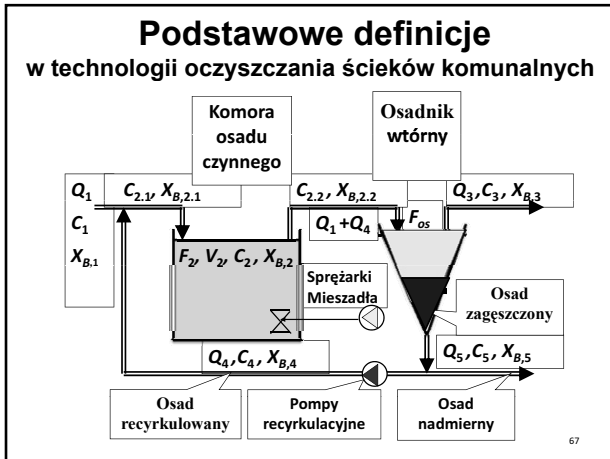 Podstawowe definicje
w technologii oczyszczania ścieków komunalnych
Komora
osadu
czynnego
Osadnik
wtórny
Q1
C1
XB,1
C2.1, XB,2.1
C2.2, XB,2.2
Q1 +Q4
Q3,C3, XB,3
Fos
F2, V2, C2, XB,2
Sprężarki
Mieszadła
Osad
zagęszczony
Q4,C4, XB,4
Q5,C5, XB,5
Osad
recyrkulowany
Pompy
recyrkulacyjne
Osad
nadmierny
67